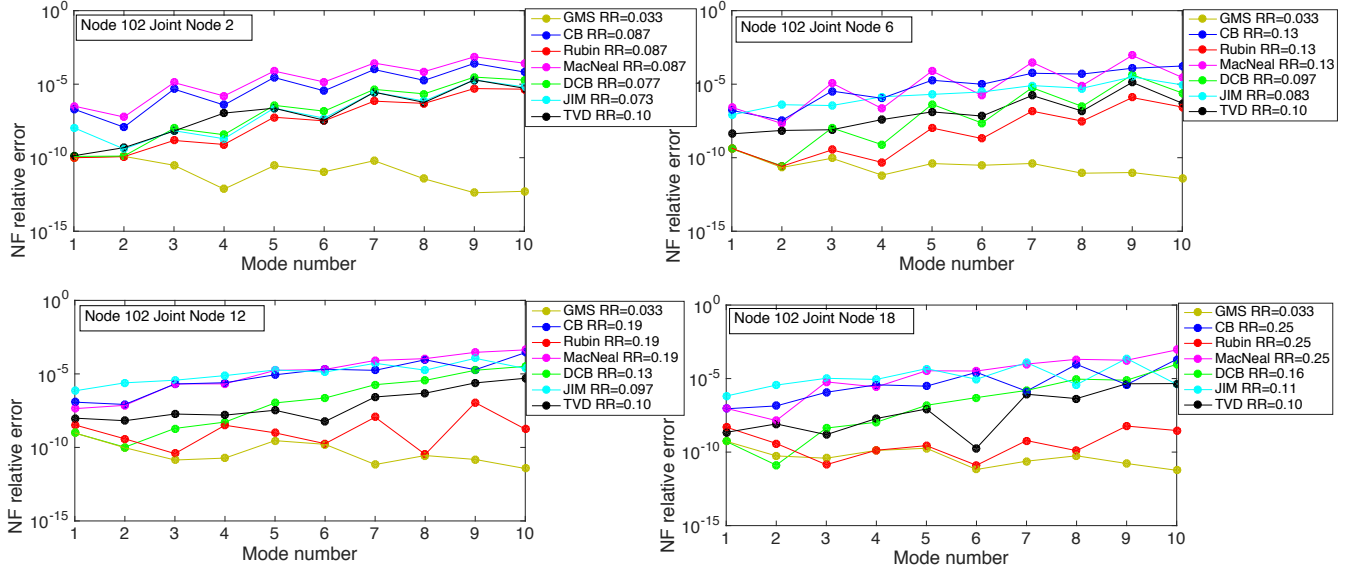 Node 102 Joint Node 2
10^0
10^-5
10^-10
10^-15
NF relative error
1 2 3 4 5 6 7 8 9 10
Mode number
GMS RR=0.033
CB RR=0.087
Rubin RR=0.087
MacNeal RR=0.087
DCB RR=0.077
JIM RR=0.073
TVD RR=0.10
Node 102 Joint Node 6
10^0
10^-5
10^-10
10^-15
NF relative error
1 2 3 4 5 6 7 8 9 10
Mode number
GMS RR=0.033
CB RR=0.13
Rubin RR=0.13
MacNeal RR=0.13
DCB RR=0.097
JIM RR=0.083
TVD RR=0.10
Node 102 Joint Node 12
10^0
10^-5
10^-10
10^-15
NF relative error
1 2 3 4 5 6 7 8 9 10
Mode number
GMS RR=0.033
CB RR=0.19
Rubin RR=0.19
MacNeal RR=0.19
DCB RR=0.13
JIM RR=0.097
TVD RR=0.10
Node 102 Joint Node 18
10^0
10^-5
10^-10
10^-15
NF relative error
1 2 3 4 5 6 7 8 9 10
Mode number
GMS RR=0.033
CB RR=0.25
Rubin RR=0.25
MacNeal RR=0.25
DCB RR=0.16
JIM RR=0.11
TVD RR=0.10